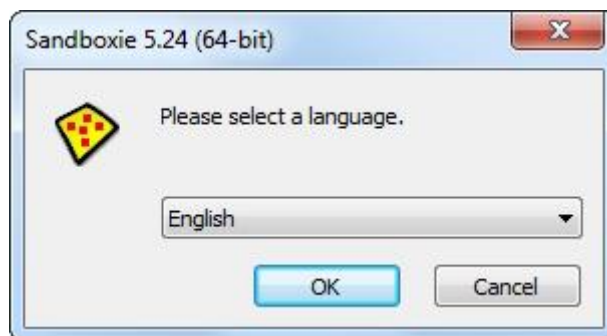 Sandboxie 5.24 (64-bit)
Please select a language.
English
OK Cancel